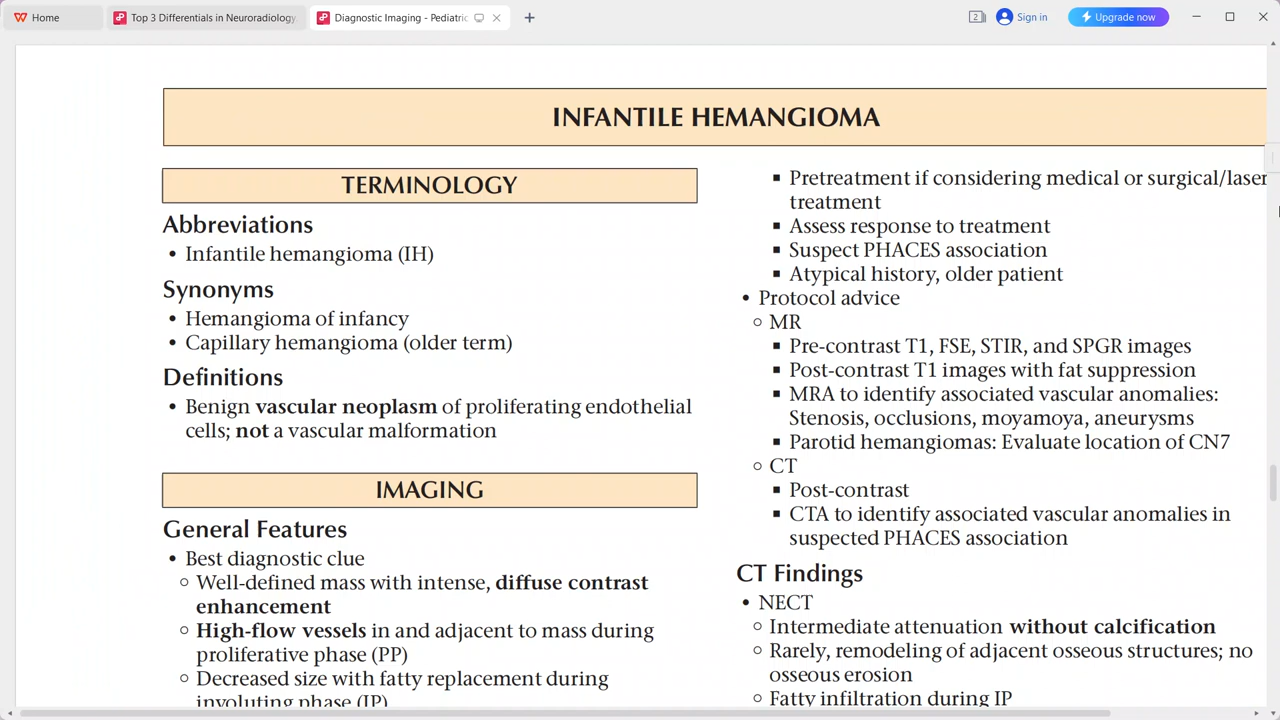 Home
Top 3 Differentials in Neuroradiology
Diagnostic Imaging - Pediatric
2
Sign in
Upgrade now
INFANTILE HEMANGIOMA
TERMINOLOGY
Abbreviations
• Infantile hemangioma (IH)
Synonyms
• Hemangioma of infancy
• Capillary hemangioma (older term)
Definitions
• Benign vascular neoplasm of proliferating endothelial
cells; not a vascular malformation
IMAGING
General Features
• Best diagnostic clue
○ Well-defined mass with intense, diffuse contrast
enhancement
○ High-flow vessels in and adjacent to mass during
proliferative phase (PP)
○ Decreased size with fatty replacement during
involuting phase (IP)
▪ Pretreatment if considering medical or surgical/laser
treatment
▪ Assess response to treatment
▪ Suspect PHACES association
▪ Atypical history, older patient
• Protocol advice
○ MR
▪ Pre-contrast T1, FSE, STIR, and SPGR images
▪ Post-contrast T1 images with fat suppression
▪ MRA to identify associated vascular anomalies:
Stenosis, occlusions, moyamoya, aneurysms
▪ Parotid hemangiomas: Evaluate location of CN7
○ CT
▪ Post-contrast
▪ CTA to identify associated vascular anomalies in
suspected PHACES association
CT Findings
• NECT
○ Intermediate attenuation without calcification
○ Rarely, remodeling of adjacent osseous structures; no
osseous erosion
○ Fatty infiltration during IP